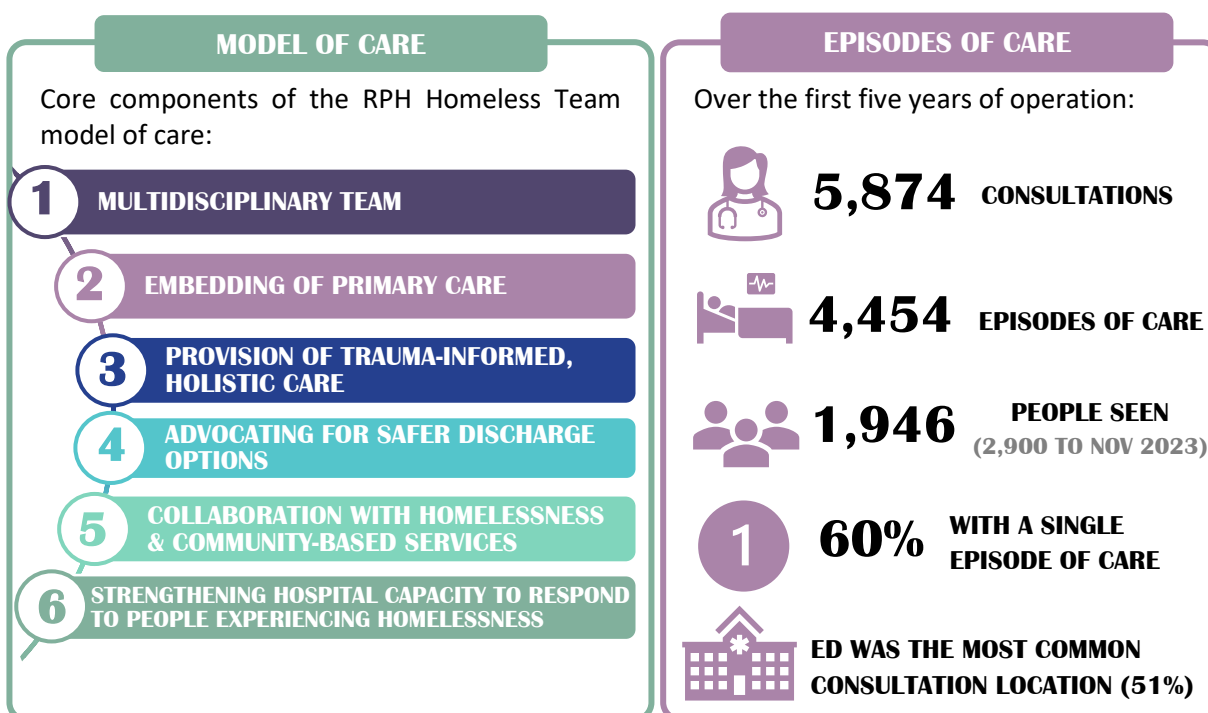 MODEL OF CARE
Core components of the RPH Homeless Team
model of care:
1
MULTIDISCIPLINARY TEAM
2
EMBEDDING OF PRIMARY CARE
3
PROVISION OF TRAUMA-INFORMED,
HOLISTIC CARE
4
ADVOCATING FOR SAFER DISCHARGE
OPTIONS
5
COLLABORATION WITH HOMELESSNESS
& COMMUNITY-BASED SERVICES
6
STRENGTHENING HOSPITAL CAPACITY TO RESPOND
TO PEOPLE EXPERIENCING HOMELESSNESS
EPISODES OF CARE
Over the first five years of operation:
5,874 CONSULTATIONS
4,454 EPISODES OF CARE
1,946 PEOPLE SEEN
(2,900 TO NOV 2023)
1
60% WITH A SINGLE
EPISODE OF CARE
ED WAS THE MOST COMMON
CONSULTATION LOCATION (51%)